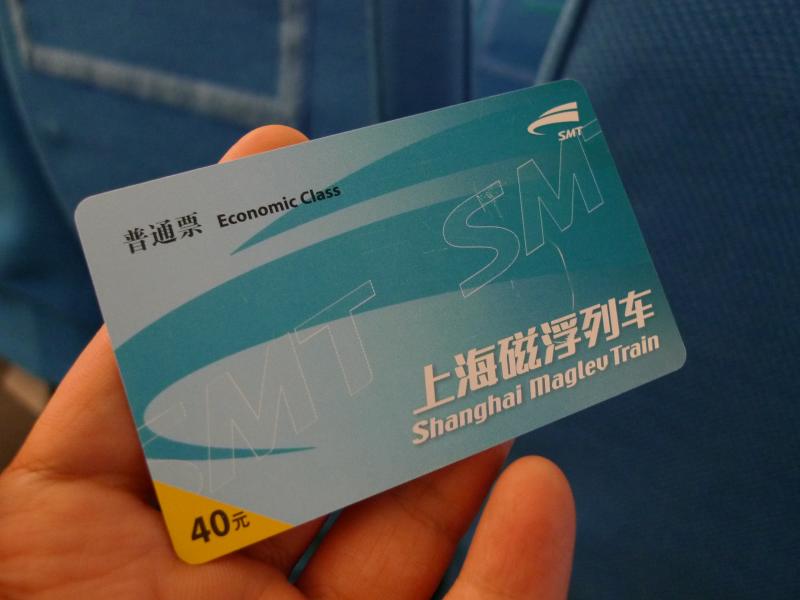 SMT
普通票 Economic Class
SMT
SMT
上海磁浮列车
Shanghai Maglev Train
40元